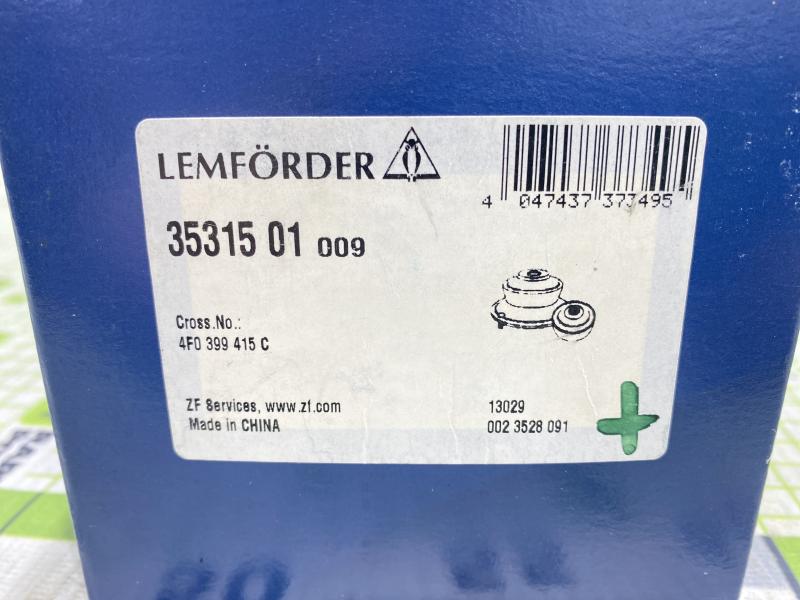 LEMFÖRDER
4 047437 373495
35315 01 009
Cross.No.:
4F0 399 415 C
ZF Services, www.zf.com
13029
Made in CHINA
002 3528 091